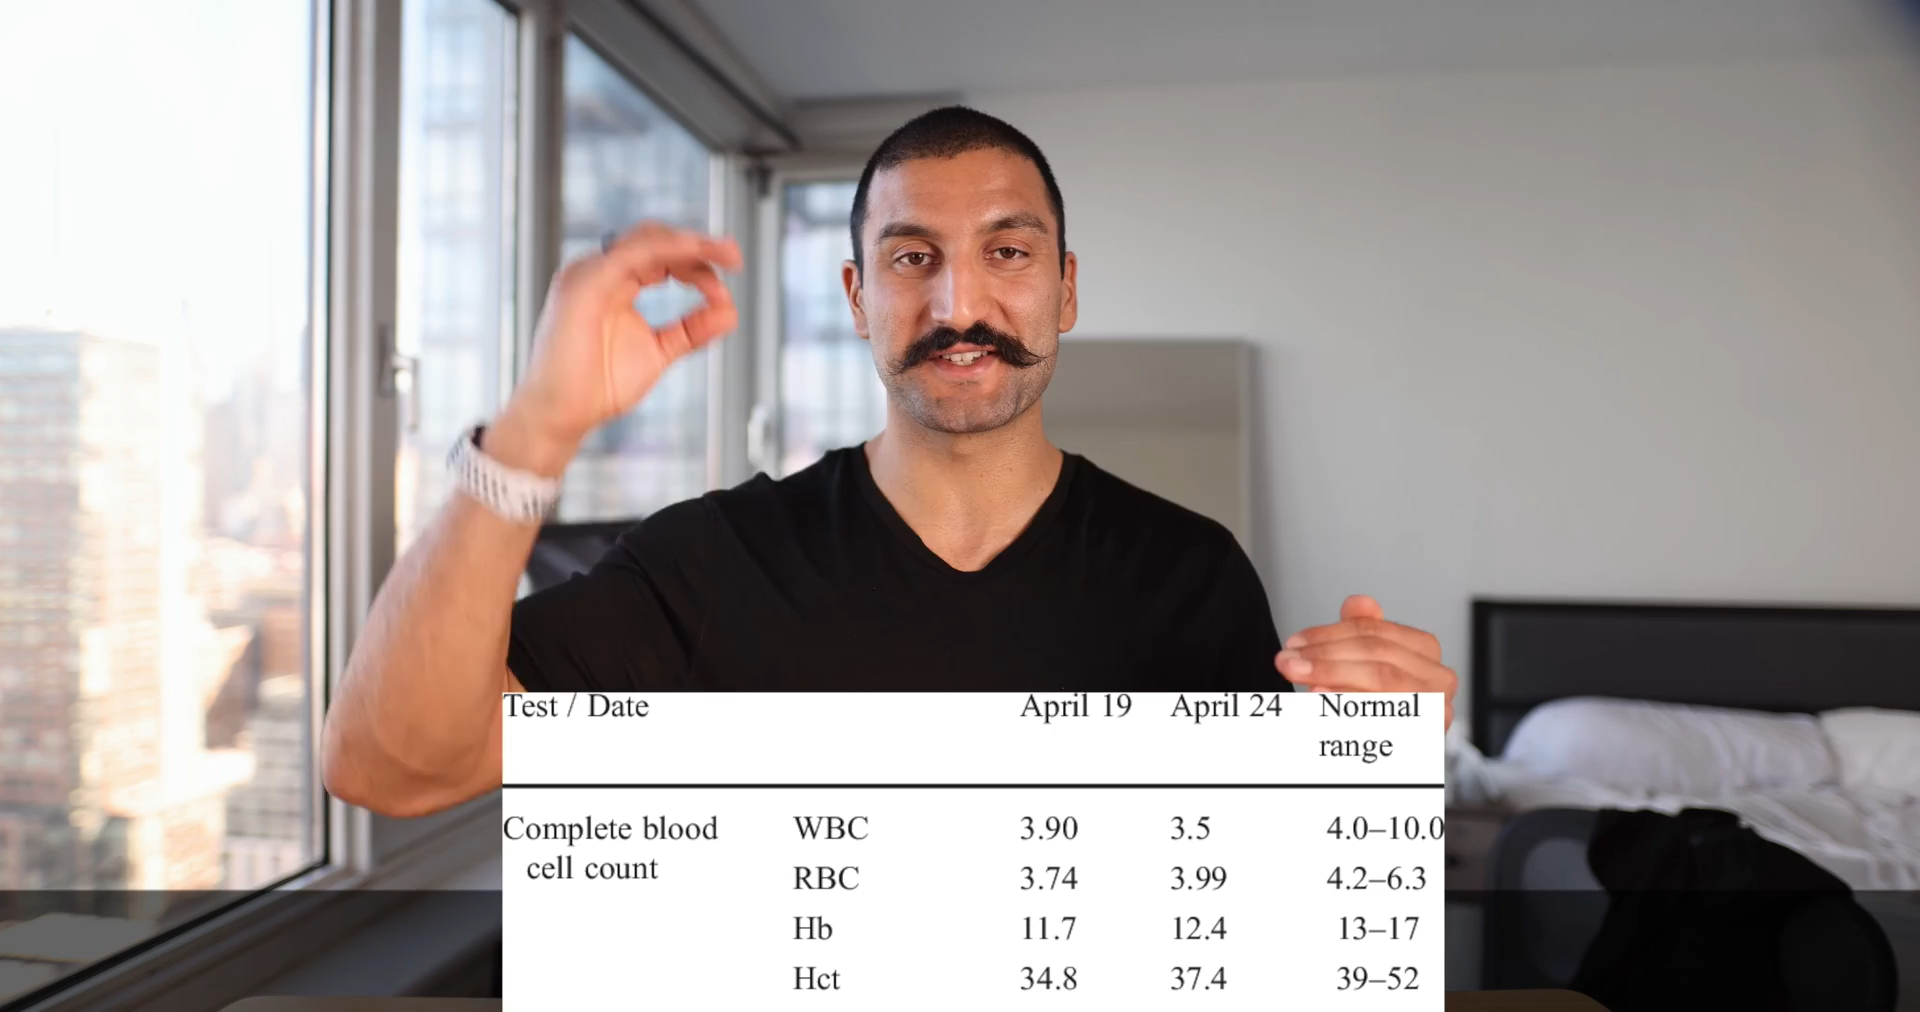 Test / Date April 19 April 24 Normal
range
Complete blood WBC 3.90 3.5 4.0–10.0
cell count
RBC 3.74 3.99 4.2–6.3
Hb 11.7 12.4 13–17
Hct 34.8 37.4 39–52